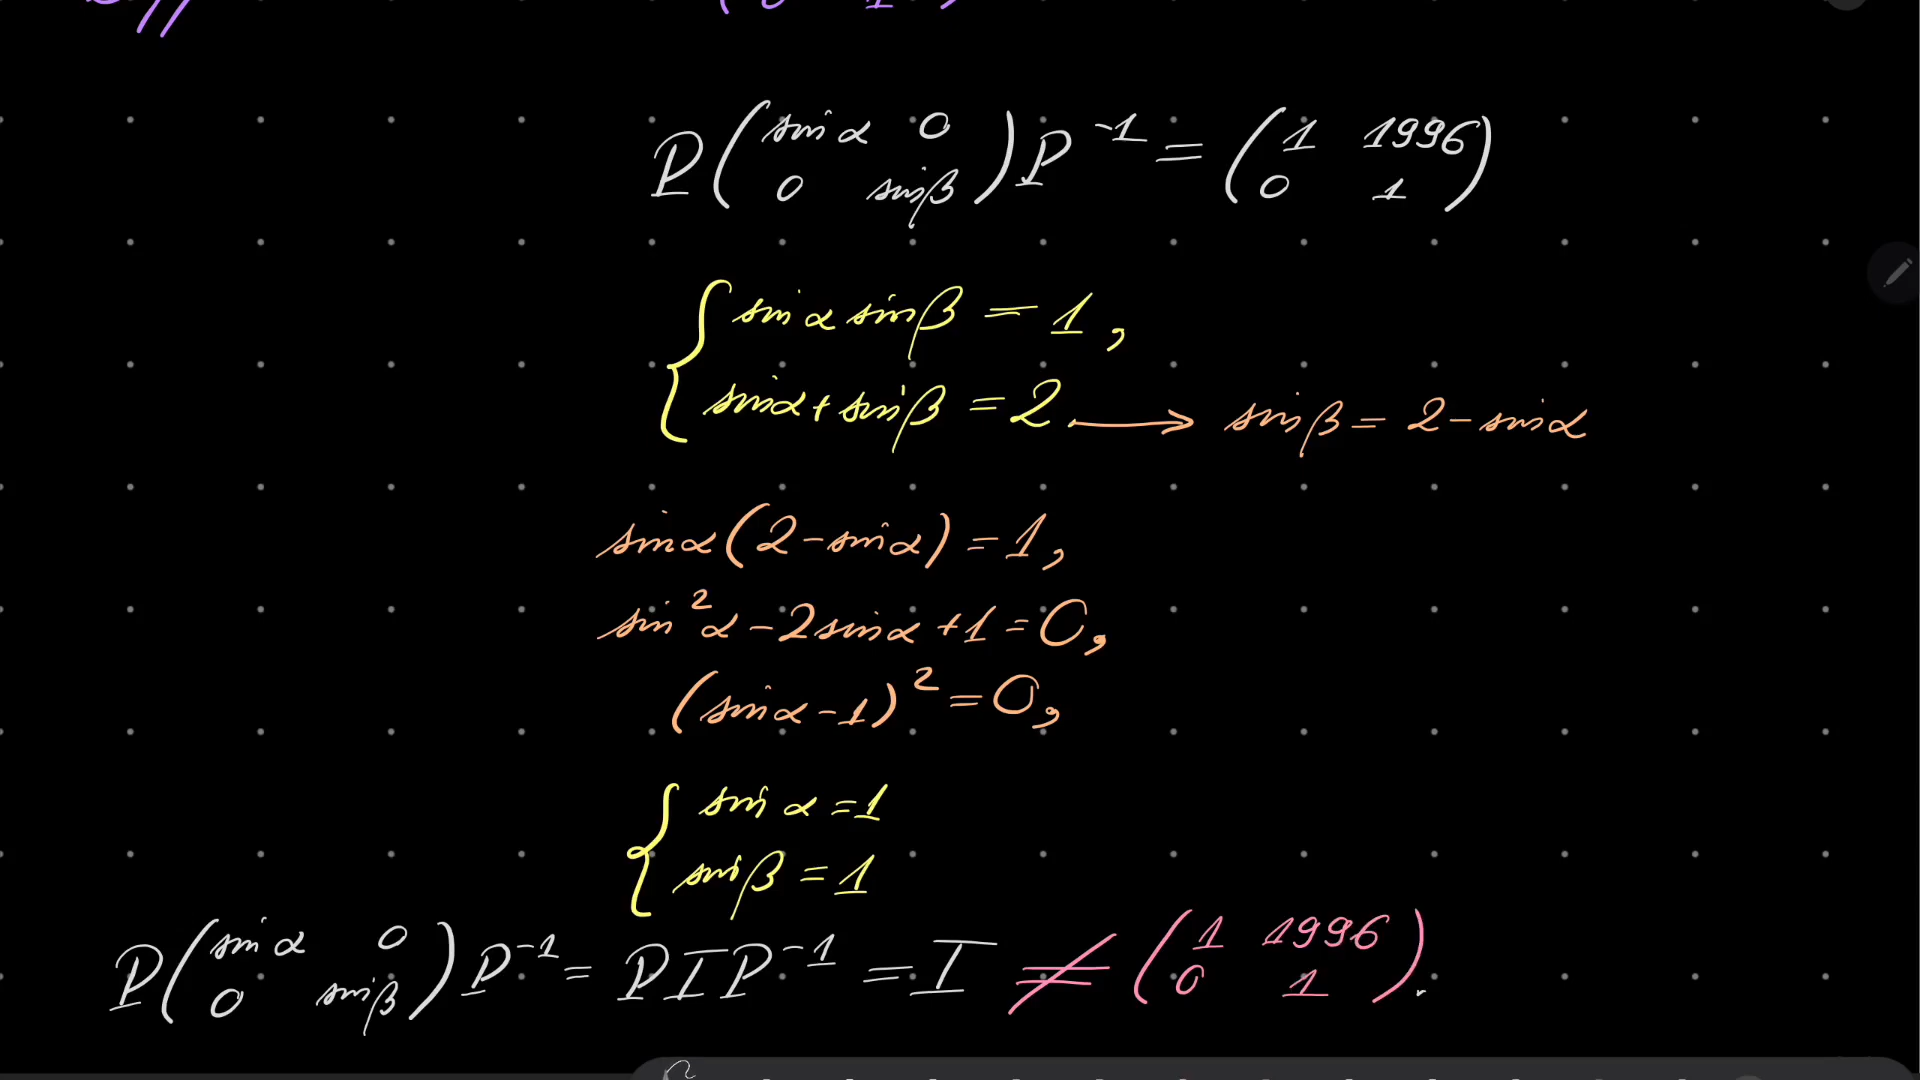 P(sin α 0 0 sin β)P⁻¹ = (1 1996 0 1)
{ sin α sin β = 1,
sin α + sin β = 2. → sin β = 2 - sin α
sin α (2 - sin α) = 1,
sin² α - 2 sin α + 1 = 0,
(sin α - 1)² = 0,
{ sin α = 1
sin β = 1
P(sin α 0 0 sin β)P⁻¹ = PIP⁻¹ = I ≠ (1 1996 0 1).